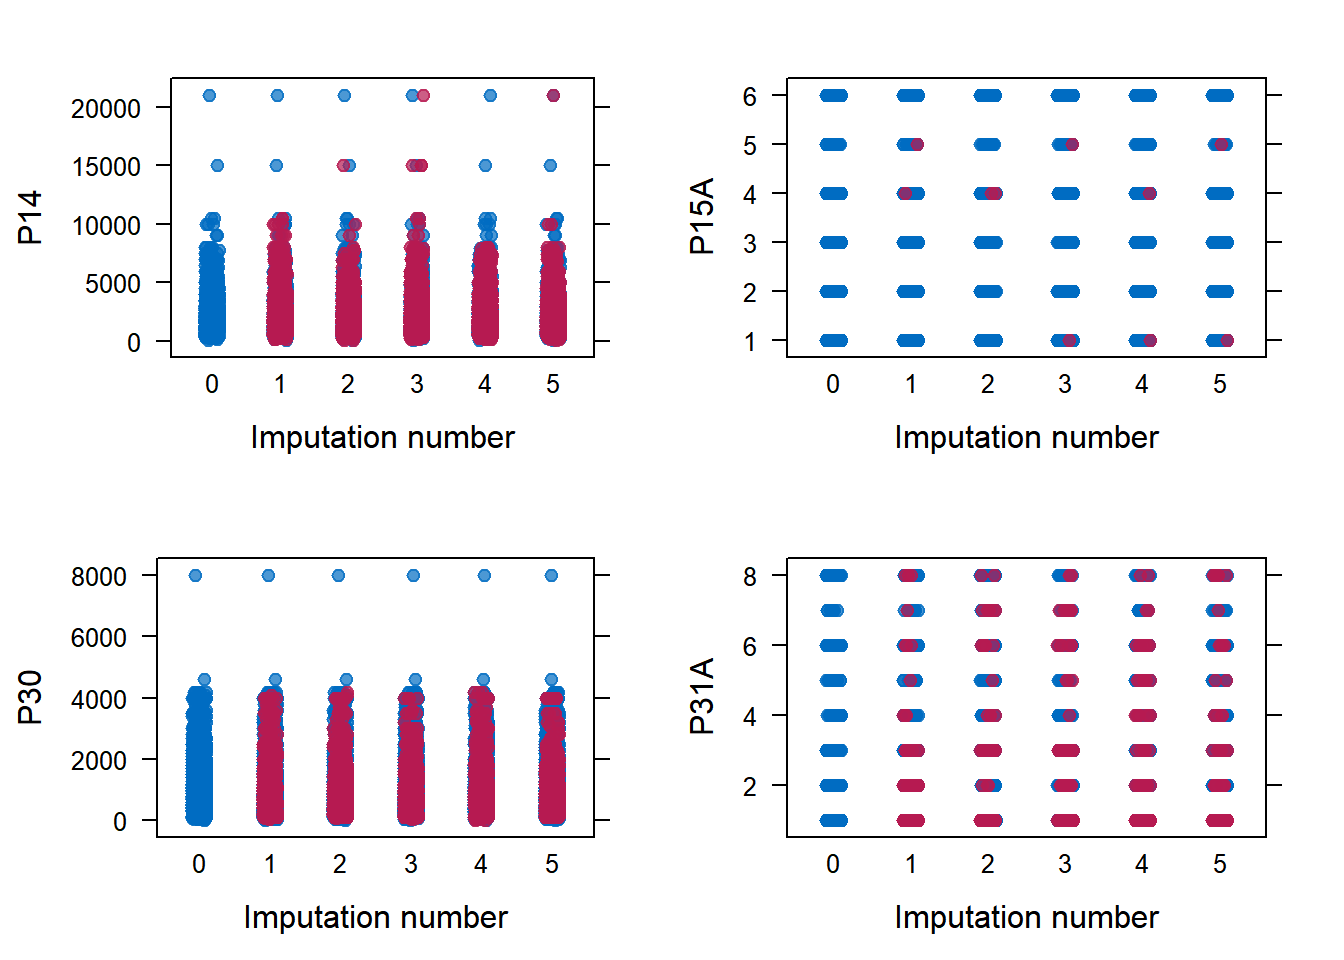 P14
20000
15000
10000
5000
0
0 1 2 3 4 5
Imputation number
P15A
6
5
4
3
2
1
0 1 2 3 4 5
Imputation number
P30
8000
6000
4000
2000
0
0 1 2 3 4 5
Imputation number
P31A
8
6
4
2
0 1 2 3 4 5
Imputation number